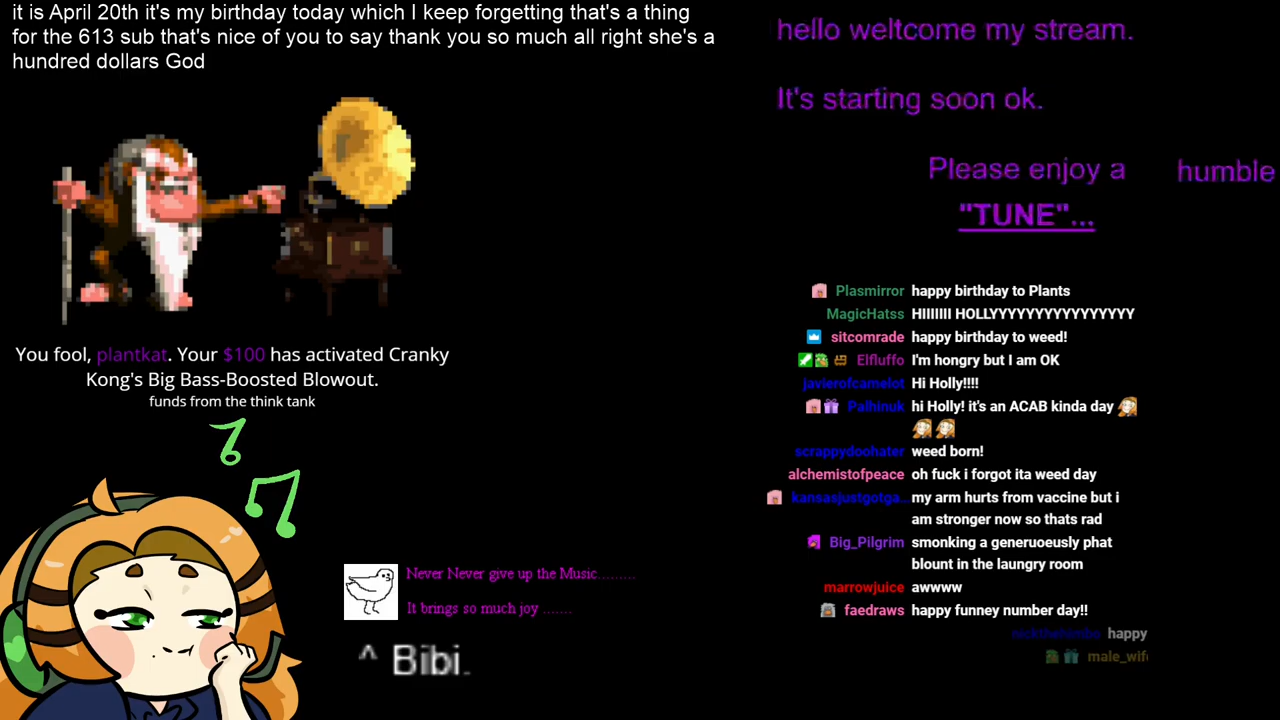 it is April 20th it's my birthday today which I keep forgetting that's a thing
for the 613 sub that's nice of you to say thank you so much all right she's a
hundred dollars God
hello weltcome my stream.
It's starting soon ok.
Please enjoy a humble
"TUNE"...
You fool, plantkat. Your $100 has activated Cranky
Kong's Big Bass-Boosted Blowout.
funds from the think tank
Never Never give up the Music.........
It brings so much joy .......
^ Bibi.
Plasmirror happy birthday to Plants
MagicHatss HIIIIIII HOLLYYYYYYYYYYYYYYYY
sitcomrade happy birthday to weed!
Elfluffo I'm hongry but I am OK
javierofcamelot Hi Holly!!!!
Palhinuk hi Holly! it's an ACAB kinda day
scrappydoohater weed born!
alchemistofpeace oh fuck i forgot ita weed day
kansasjustgotga... my arm hurts from vaccine but i
am stronger now so thats rad
Big_Pilgrim smonking a generuoeusly phat
blount in the laungry room
marrowjuice awwww
faedraws happy funney number day!!
happy
male_wife